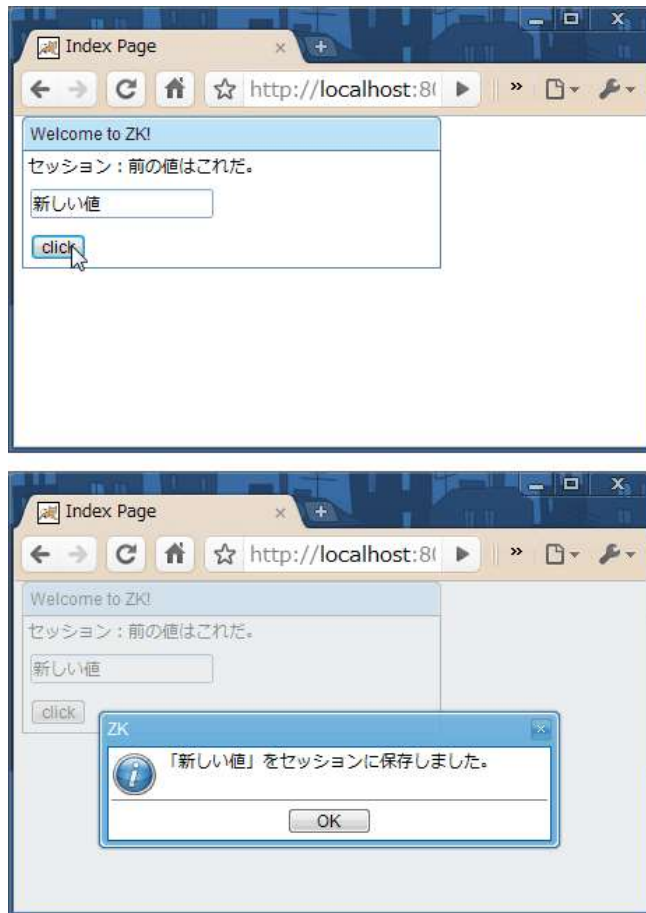 Index Page
http://localhost:8
Welcome to ZK!
セッション：前の値はこれだ。
新しい値
click
Index Page
http://localhost:8
Welcome to ZK!
セッション：前の値はこれだ。
新しい値
click
ZK
「新しい値」をセッションに保存しました。
OK